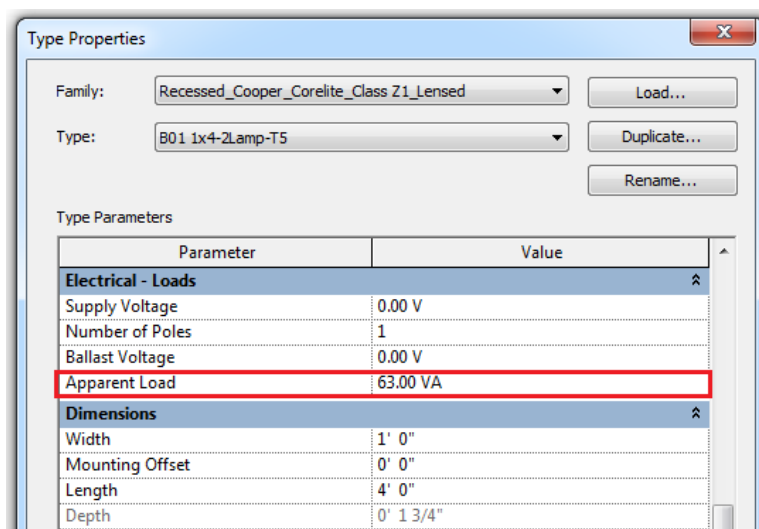 Type Properties
Family: Recessed_Cooper_Corelite_Class Z1_Lensed Load...
Type: B01 1x4-2Lamp-T5 Duplicate...
Rename...
Type Parameters
Parameter Value
Electrical - Loads
Supply Voltage 0.00 V
Number of Poles 1
Ballast Voltage 0.00 V
Apparent Load 63.00 VA
Dimensions
Width 1' 0"
Mounting Offset 0' 0"
Length 4' 0"
Depth 0' 1 3/4"